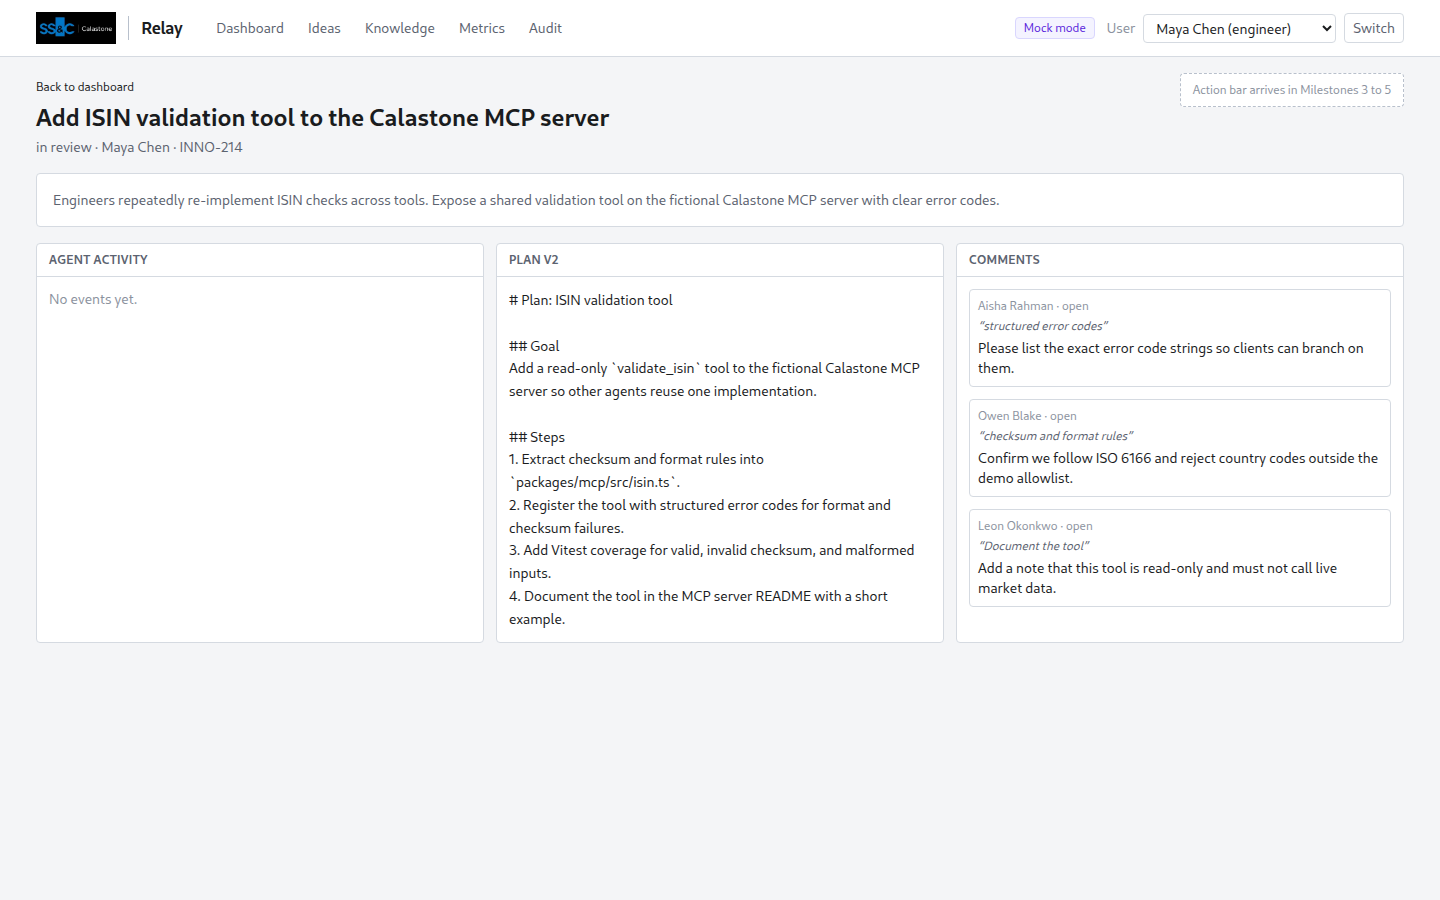 SS&C Calastone
Relay
Dashboard
Ideas
Knowledge
Metrics
Audit
Mock mode
User
Maya Chen (engineer)
Switch
Back to dashboard
Action bar arrives in Milestones 3 to 5
Add ISIN validation tool to the Calastone MCP server
in review · Maya Chen · INNO-214
Engineers repeatedly re-implement ISIN checks across tools. Expose a shared validation tool on the fictional Calastone MCP server with clear error codes.
AGENT ACTIVITY
No events yet.
PLAN V2
# Plan: ISIN validation tool
## Goal
Add a read-only `validate_isin` tool to the fictional Calastone MCP
server so other agents reuse one implementation.
## Steps
1. Extract checksum and format rules into
`packages/mcp/src/isin.ts`.
2. Register the tool with structured error codes for format and
checksum failures.
3. Add Vitest coverage for valid, invalid checksum, and malformed
inputs.
4. Document the tool in the MCP server README with a short
example.
COMMENTS
Aisha Rahman · open
“structured error codes”
Please list the exact error code strings so clients can branch on
them.
Owen Blake · open
“checksum and format rules”
Confirm we follow ISO 6166 and reject country codes outside the
demo allowlist.
Leon Okonkwo · open
“Document the tool”
Add a note that this tool is read-only and must not call live
market data.